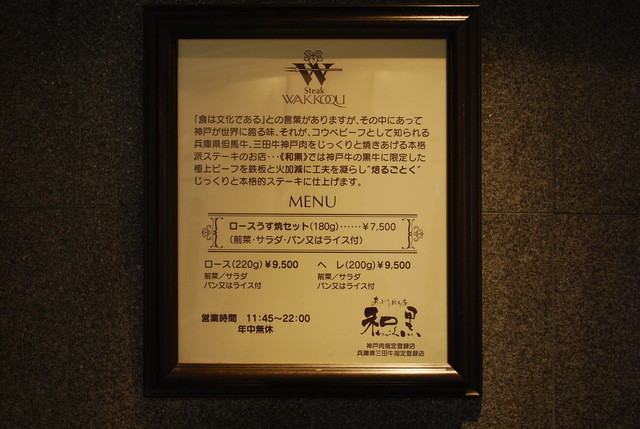 W
Steak
WAKKOQU
「食は文化である」との言葉がありますが、その中にあって
神戸が世界に誇る味、それが、コウベビーフとして知られる
兵庫県但馬牛、三田牛神戸肉をじっくりと焼きあげる本格
派ステーキのお店・・・《和黒》では神戸牛の黒牛に限定した
極上ビーフを鉄板と火加減に工夫を凝らし"焙るごとく"
じっくりと本格的ステーキに仕上げます。
MENU
ロースうす焼セット(180g)……￥7,500
(前菜・サラダ・パン又はライス付)
ロース(220g)￥9,500 ヘ レ(200g)￥9,500
前菜／サラダ 前菜／サラダ
パン又はライス付 パン又はライス付
営業時間 11:45〜22:00
年中無休
あぶり肉工房
和黒
神戸肉指定登録店
兵庫県三田牛指定登録店